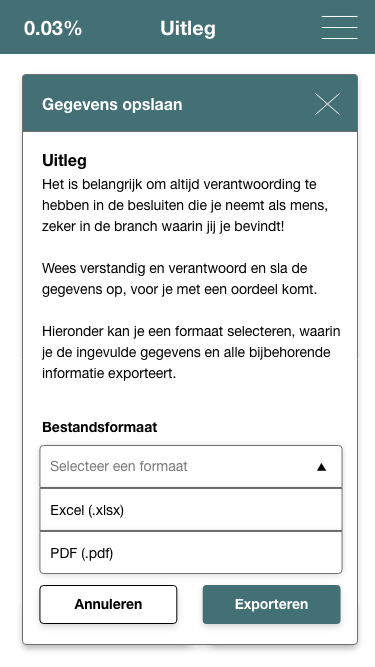 0.03%
Uitleg
Gegevens opslaan
Uitleg
Het is belangrijk om altijd verantwoording te
hebben in de besluiten die je neemt als mens,
zeker in de branch waarin jij je bevindt!
Wees verstandig en verantwoord en sla de
gegevens op, voor je met een oordeel komt.
Hieronder kan je een formaat selecteren, waarin
je de ingevulde gegevens en alle bijbehorende
informatie exporteert.
Bestandsformaat
Selecteer een formaat
Excel (.xlsx)
PDF (.pdf)
Annuleren
Exporteren